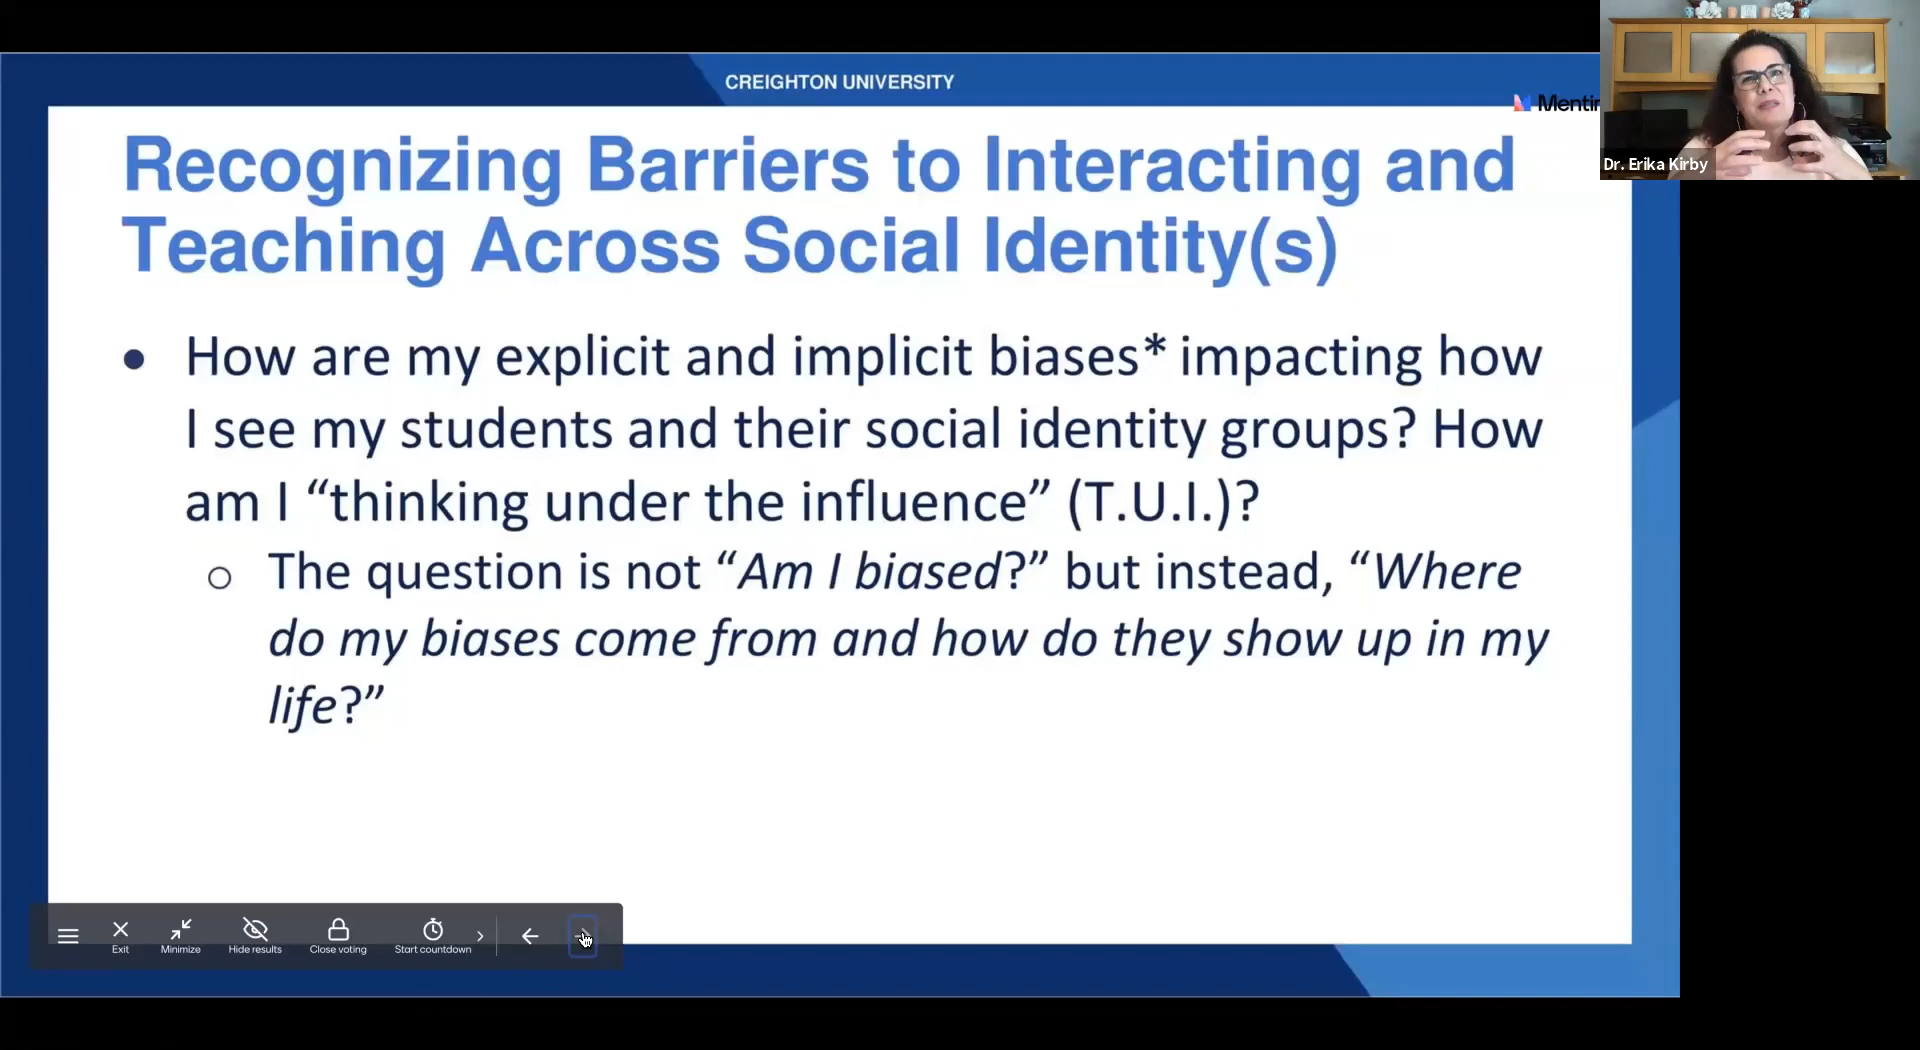 CREIGHTON UNIVERSITY
Recognizing Barriers to Interacting and
Teaching Across Social Identity(s)
● How are my explicit and implicit biases* impacting how
I see my students and their social identity groups? How
am I “thinking under the influence” (T.U.I.)?
○ The question is not “Am I biased?” but instead, “Where
do my biases come from and how do they show up in my
life?”
Dr. Erika Kirby
Exit
Minimize
Hide results
Close voting
Start countdown